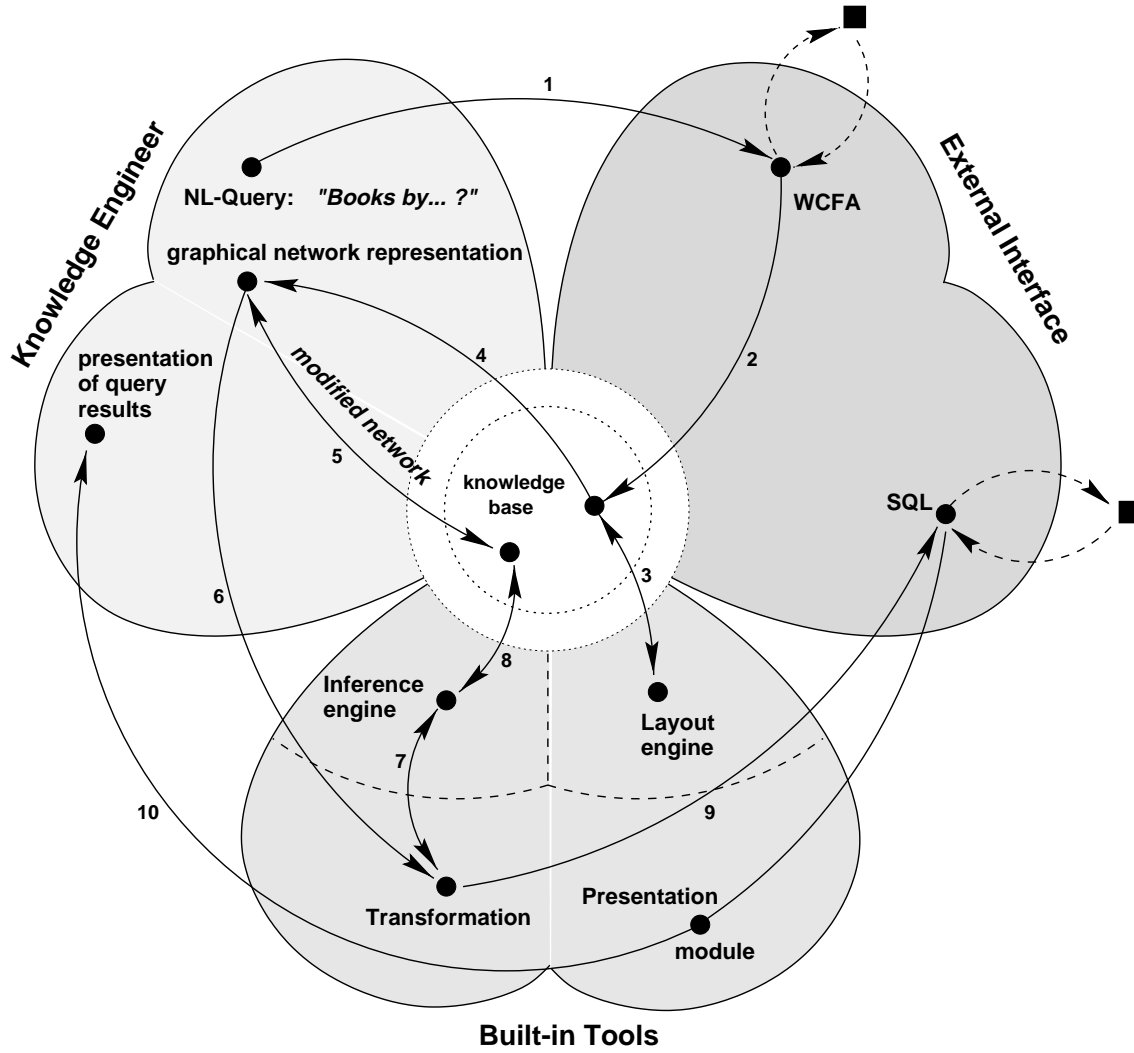 1
Knowledge Engineer
NL-Query: "Books by... ?"
WCFA
External Interface
graphical network representation
presentation
of query
results
4
2
modified network
5
knowledge
base
SQL
3
6
8
Inference
engine
Layout
engine
7
10
9
Presentation
Transformation
module
Built-in Tools